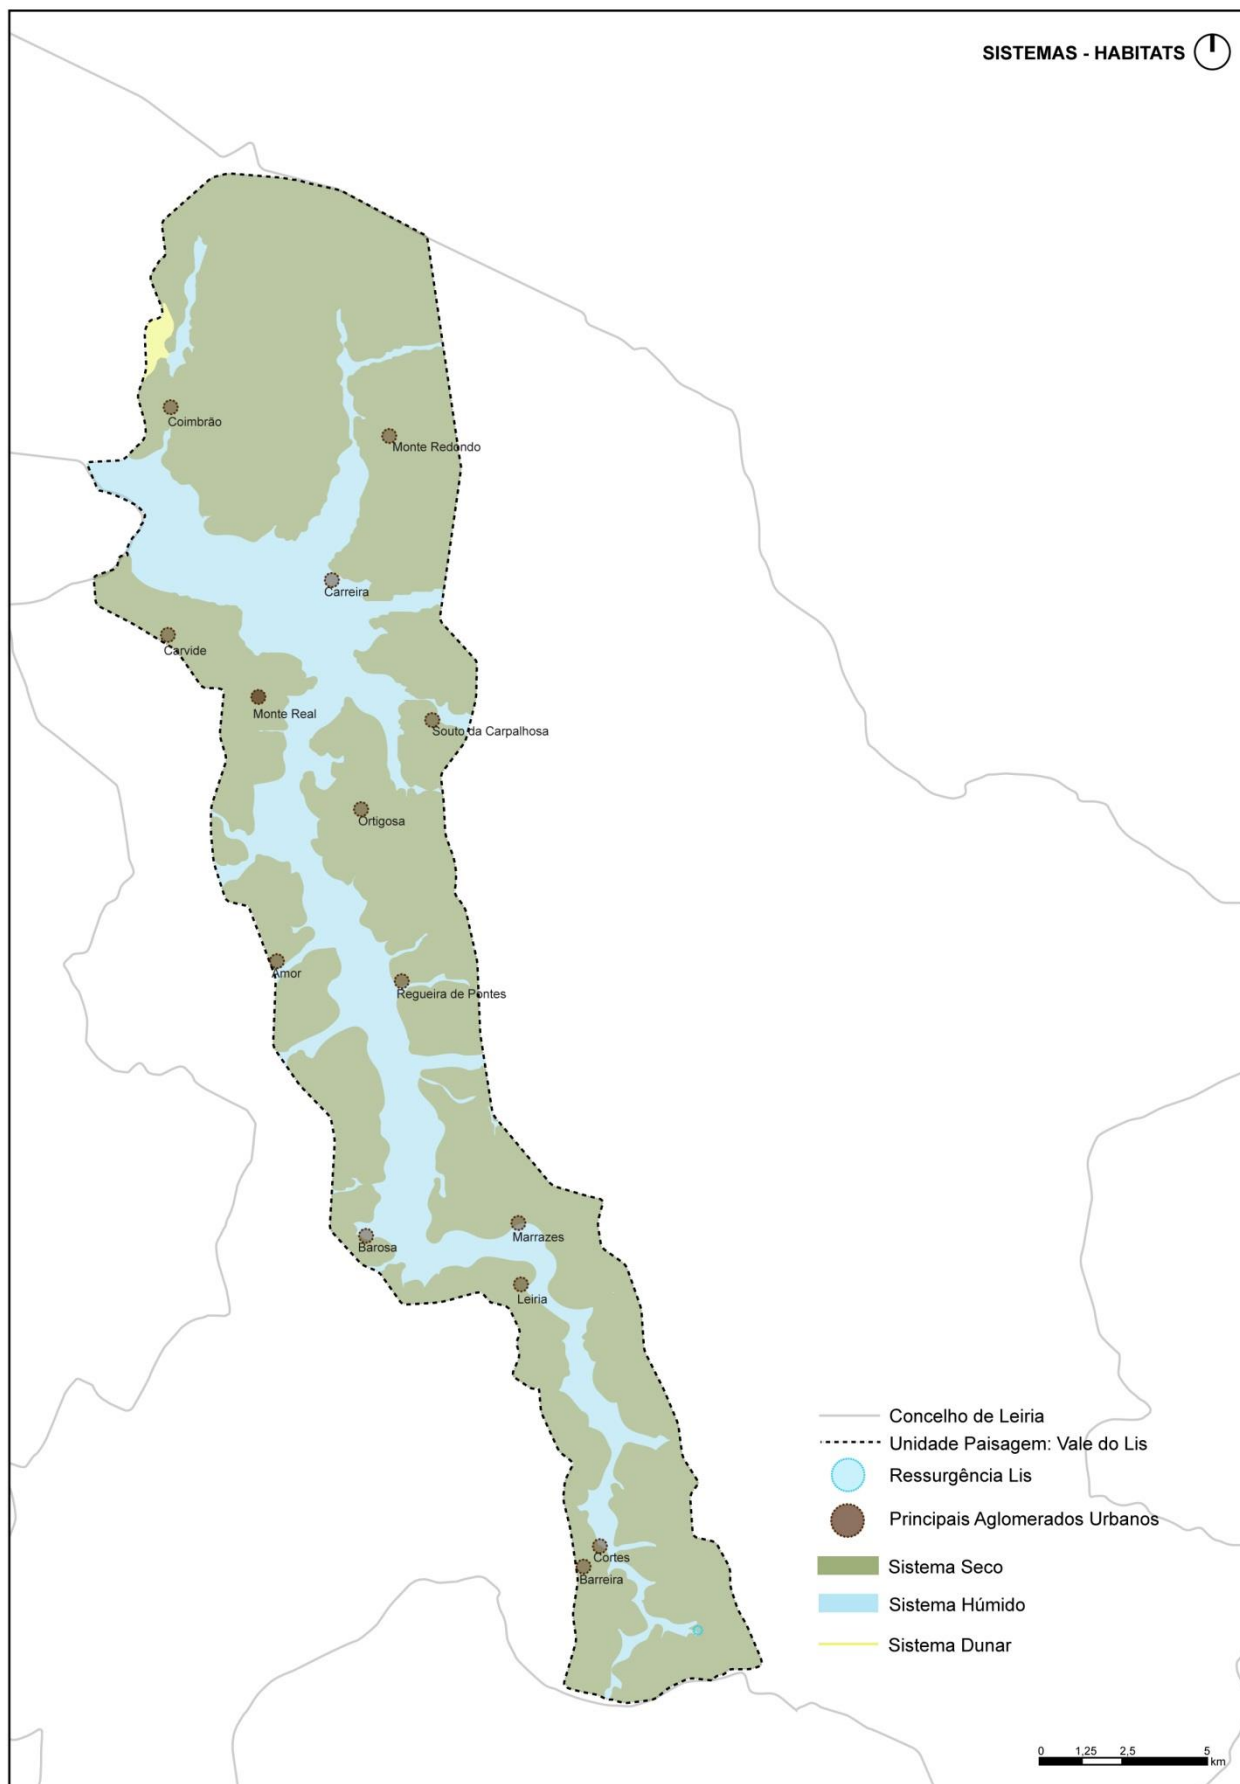 SISTEMAS - HABITATS
Coimbrão
Monte Redondo
Carreira
Carvide
Monte Real
Souto da Carpalhosa
Ortigosa
Amor
Regueira de Pontes
Marrazes
Barosa
Leiria
Cortes
Barreira
Concelho de Leiria
Unidade Paisagem: Vale do Lis
Ressurgência Lis
Principais Aglomerados Urbanos
Sistema Seco
Sistema Húmido
Sistema Dunar
0 1,25 2,5 5
km